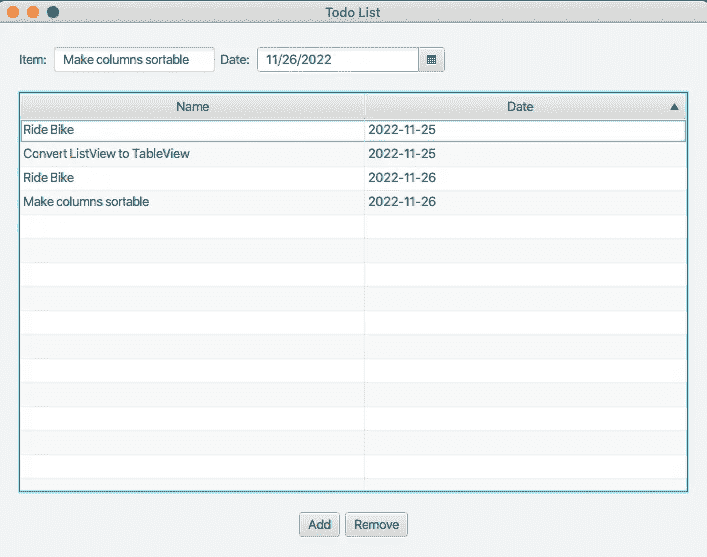 Todo List
Item: Make columns sortable Date: 11/26/2022
Name Date
Ride Bike 2022-11-25
Convert ListView to TableView 2022-11-25
Ride Bike 2022-11-26
Make columns sortable 2022-11-26
Add Remove